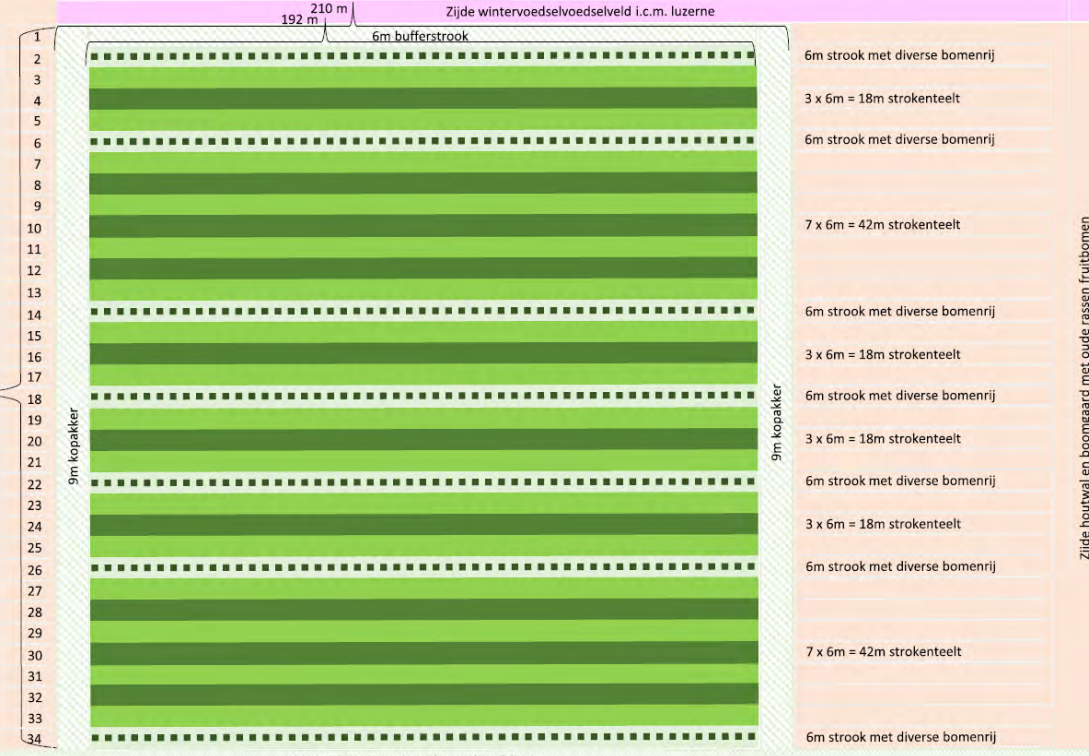 210 m
Zijde wintervoedselvoedselveld i.c.m. luzerne
192 m
6m bufferstrook
1
2
3
4
5
6
7
8
9
10
11
12
13
14
15
16
17
18
19
20
21
22
23
24
25
26
27
28
29
30
31
32
33
34
9m kopakker
9m kopakker
6m strook met diverse bomenrij
3 x 6m = 18m strokenteelt
6m strook met diverse bomenrij
7 x 6m = 42m strokenteelt
6m strook met diverse bomenrij
3 x 6m = 18m strokenteelt
6m strook met diverse bomenrij
3 x 6m = 18m strokenteelt
6m strook met diverse bomenrij
3 x 6m = 18m strokenteelt
6m strook met diverse bomenrij
7 x 6m = 42m strokenteelt
6m strook met diverse bomenrij
Zijde houtwal en boomgaard met oude rassen fruitbomen